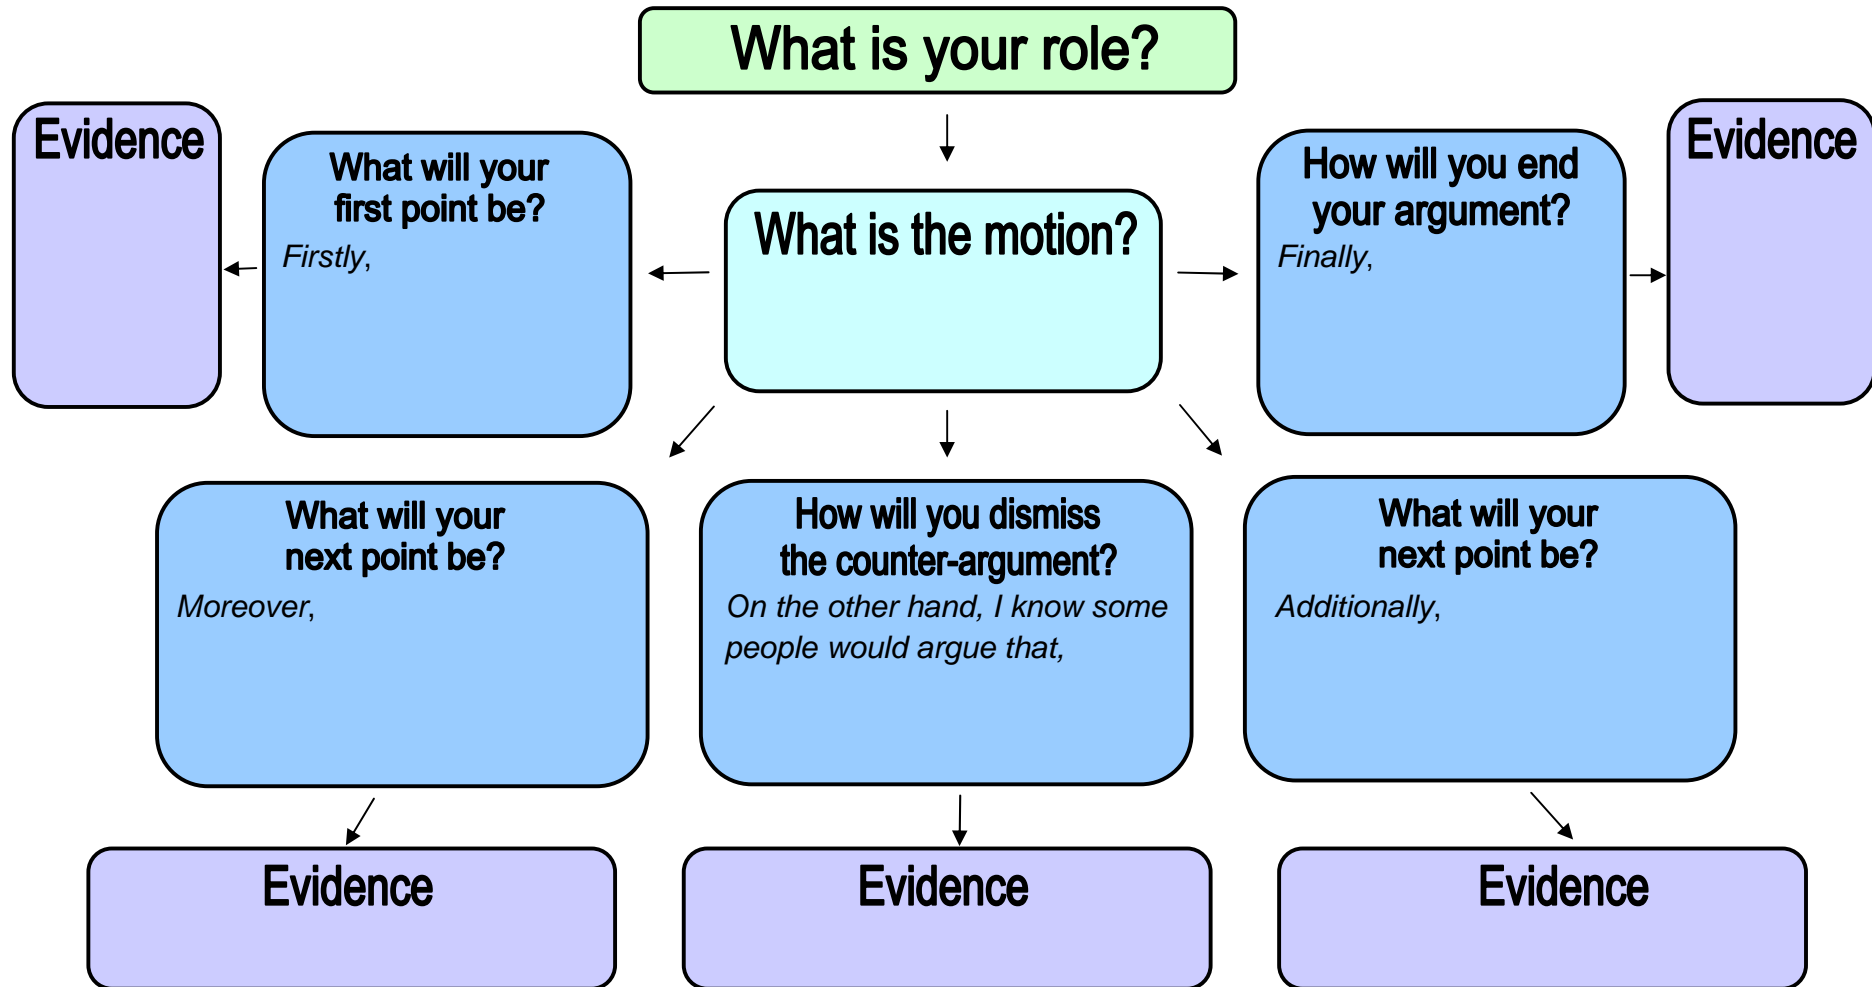 What is your role?
Evidence
What will your
first point be?
Firstly,
What is the motion?
How will you end
your argument?
Finally,
Evidence
What will your
next point be?
Moreover,
How will you dismiss
the counter-argument?
On the other hand, I know some
people would argue that,
What will your
next point be?
Additionally,
Evidence
Evidence
Evidence